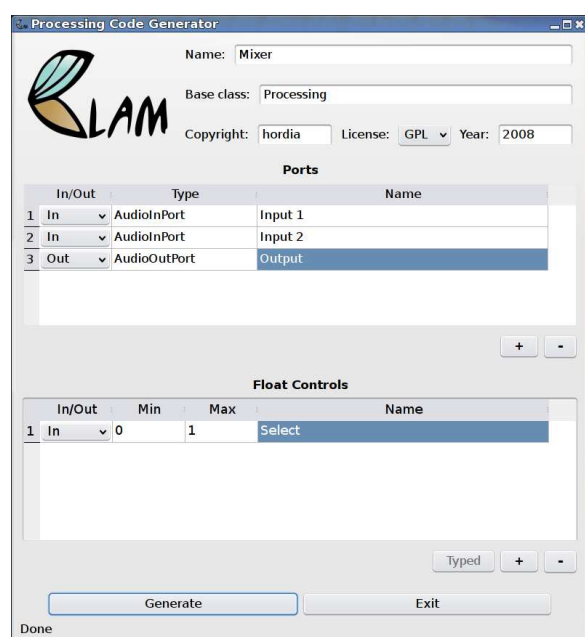 Processing Code Generator
CLAM
Name: Mixer
Base class: Processing
Copyright: hordia License: GPL Year: 2008
Ports
In/Out Type Name
1 In AudioInPort Input 1
2 In AudioInPort Input 2
3 Out AudioOutPort Output
+ -
Float Controls
In/Out Min Max Name
1 In 0 1 Select
Typed + -
Generate Exit
Done